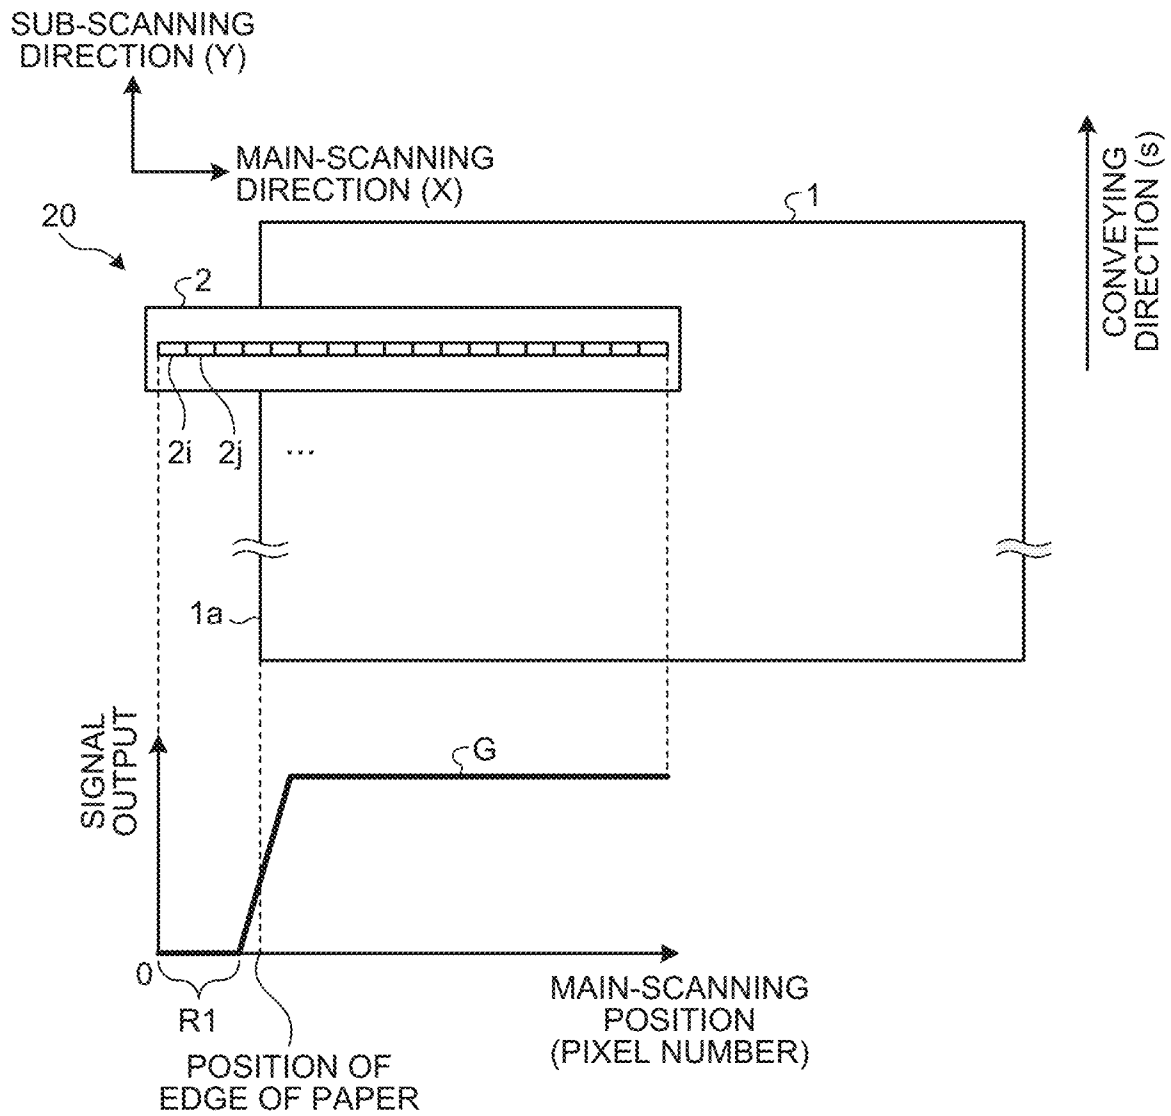 SUB-SCANNING
DIRECTION (Y)
MAIN-SCANNING
DIRECTION (X)
CONVEYING
DIRECTION (s)
20
1
2
2i
2j
...
1a
SIGNAL
OUTPUT
G
0
R1
MAIN-SCANNING
POSITION
(PIXEL NUMBER)
POSITION OF
EDGE OF PAPER